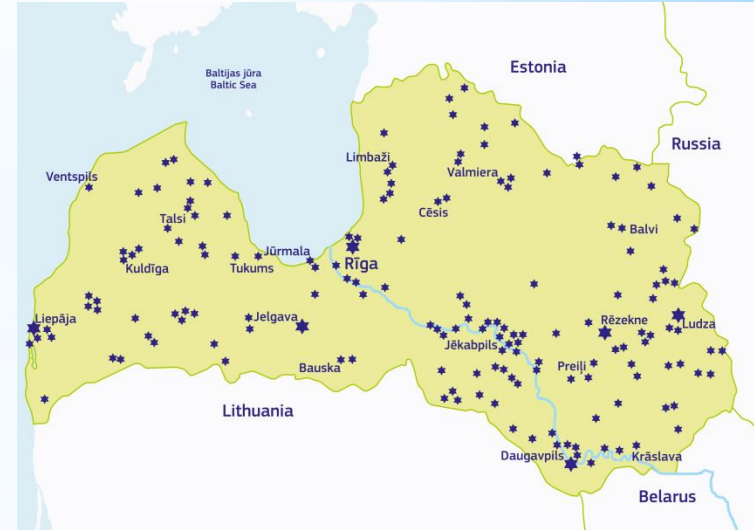 Baltijas jūra
Baltic Sea
Estonia
Russia
Limbaži
Valmiera
Ventspils
Cēsis
Talsi
Balvi
Jūrmala
Rīga
Kuldīga
Tukums
Liepāja
Jelgava
Rēzekne
Ludza
Jēkabpils
Bauska
Preiļi
Lithuania
Daugavpils
Krāslava
Belarus